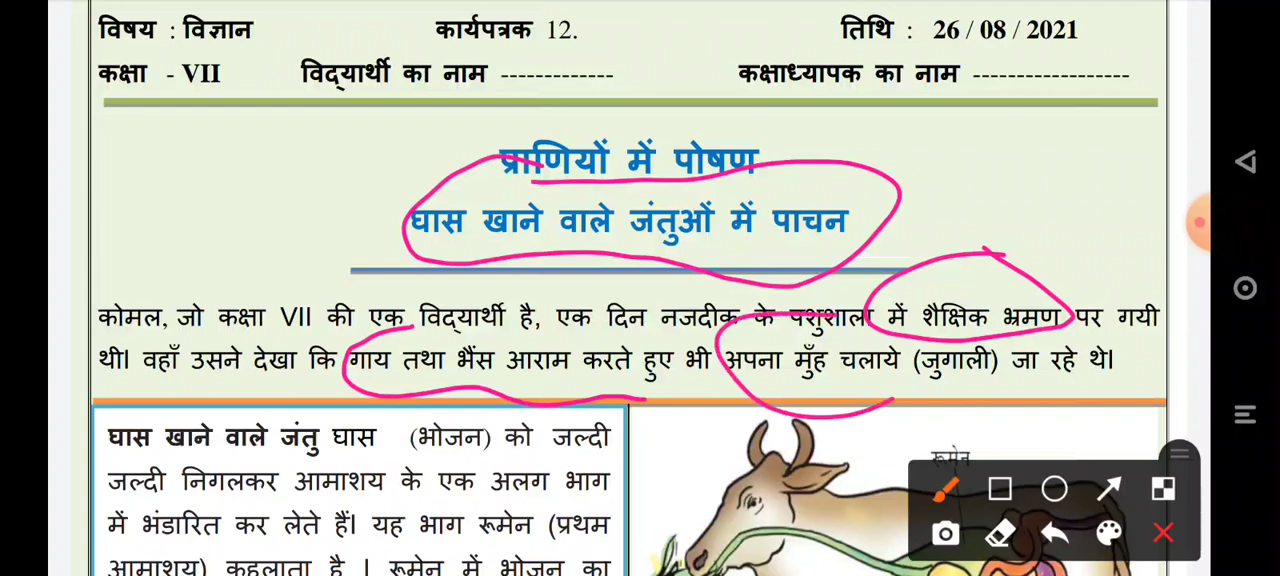 विषय : विज्ञान कार्यपत्रक 12. तिथि : 26 / 08 / 2021
कक्षा - VII विद्यार्थी का नाम ------------- कक्षाध्यापक का नाम ------------------
प्राणियों में पोषण
घास खाने वाले जंतुओं में पाचन
कोमल, जो कक्षा VII की एक विद्यार्थी है, एक दिन नजदीक के पशुशाला में शैक्षिक भ्रमण पर गयी
थी। वहाँ उसने देखा कि गाय तथा भैंस आराम करते हुए भी अपना मुँह चलाये (जुगाली) जा रहे थे।
घास खाने वाले जंतु घास (भोजन) को जल्दी
जल्दी निगलकर आमाशय के एक अलग भाग
में भंडारित कर लेते हैं। यह भाग रूमेन (प्रथम
आमाशय) कहलाता है । रूमेन में भोजन का
रूमेन